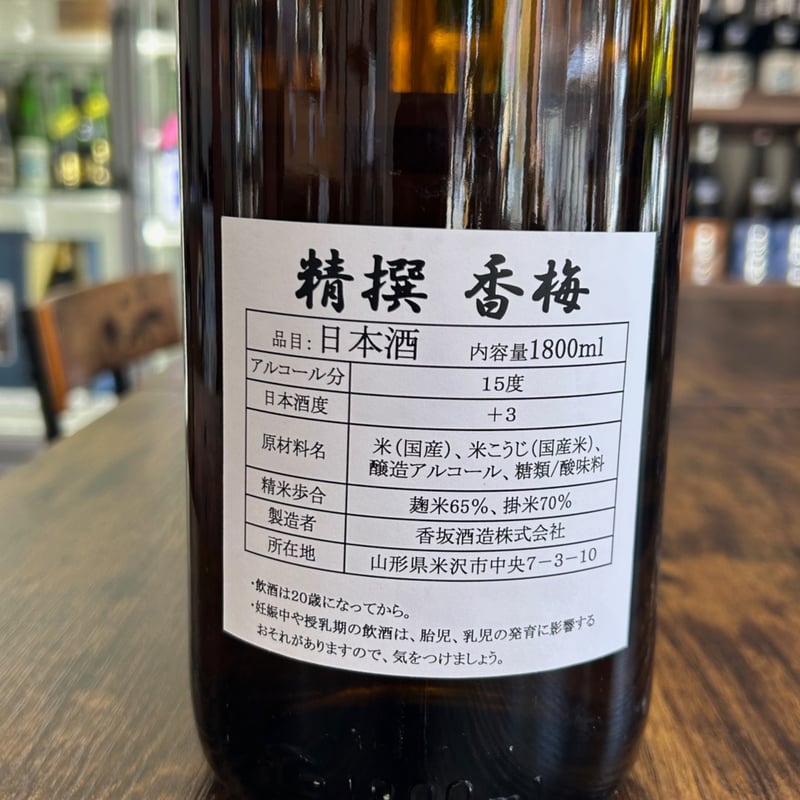 精撰 香梅
品目:日本酒 内容量1800ml
アルコール分 15度
日本酒度 +3
原材料名 米(国産)、米こうじ(国産米)、
醸造アルコール、糖類/酸味料
精米歩合 麹米65%、掛米70%
製造者 香坂酒造株式会社
所在地 山形県米沢市中央7-3-10
・飲酒は20歳になってから。
・妊娠中や授乳期の飲酒は、胎児、乳児の発育に影響する
おそれがありますので、気をつけましょう。